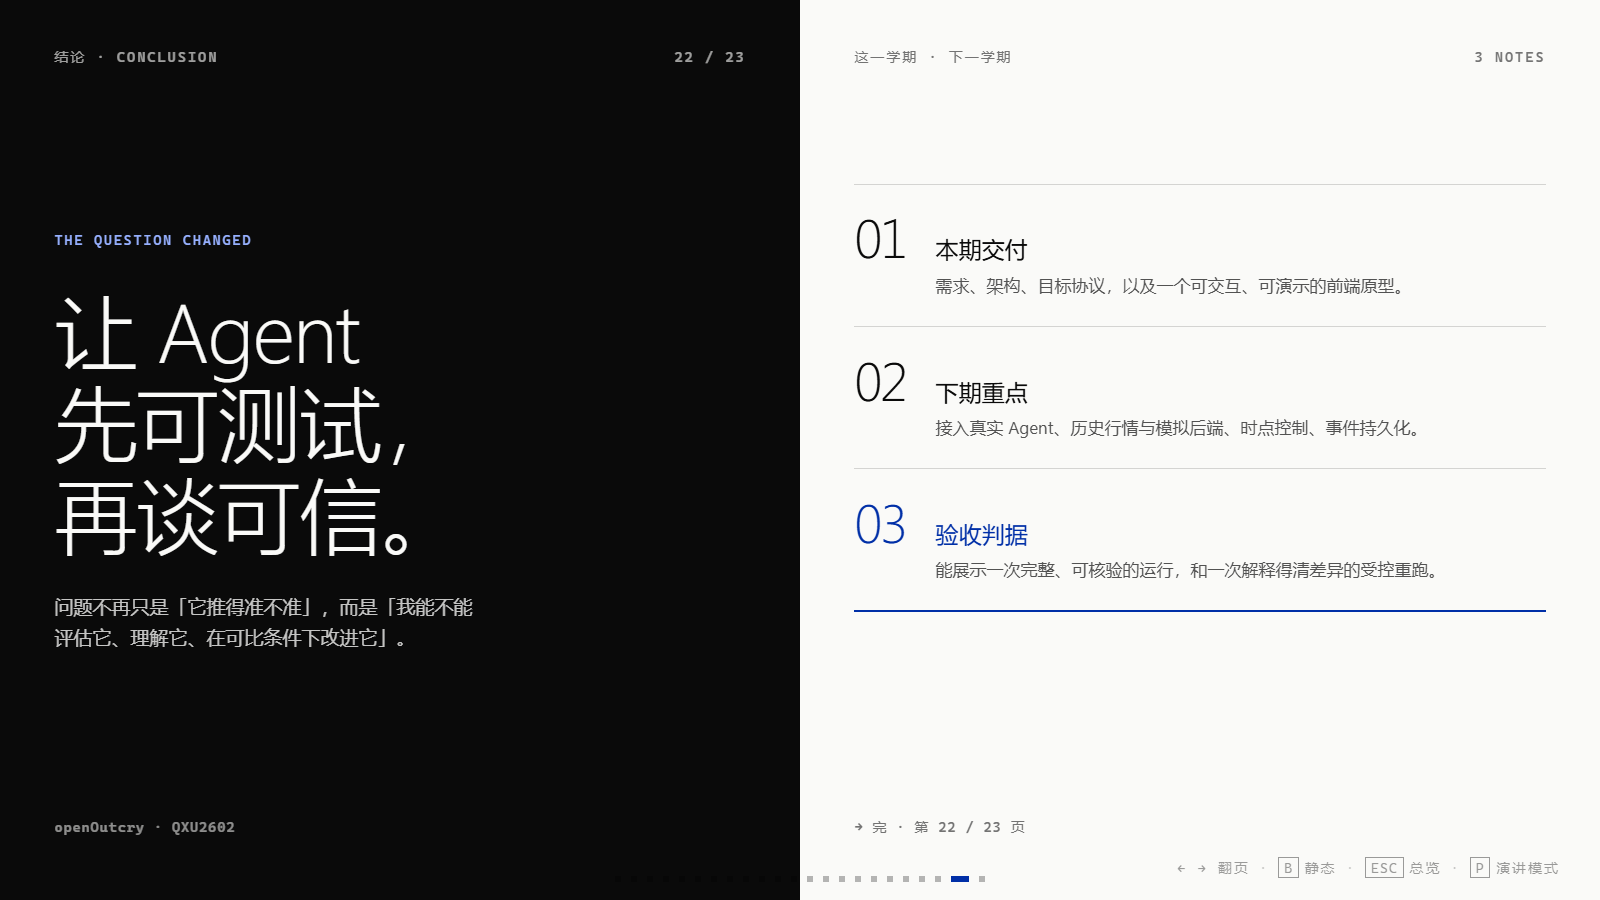 结论 · CONCLUSION
22 / 23
THE QUESTION CHANGED
让 Agent
先可测试，
再谈可信。
问题不再只是「它推得准不准」，而是「我能不能
评估它、理解它、在可比条件下改进它」。
openOutcry · QXU2602
这一学期 · 下一学期
3 NOTES
01 本期交付
需求、架构、目标协议，以及一个可交互、可演示的前端原型。
02 下期重点
接入真实 Agent、历史行情与模拟后端、时点控制、事件持久化。
03 验收判据
能展示一次完整、可核验的运行，和一次解释得清差异的受控重跑。
→ 完 · 第 22 / 23 页
← → 翻页 · B 静态 · ESC 总览 · P 演讲模式